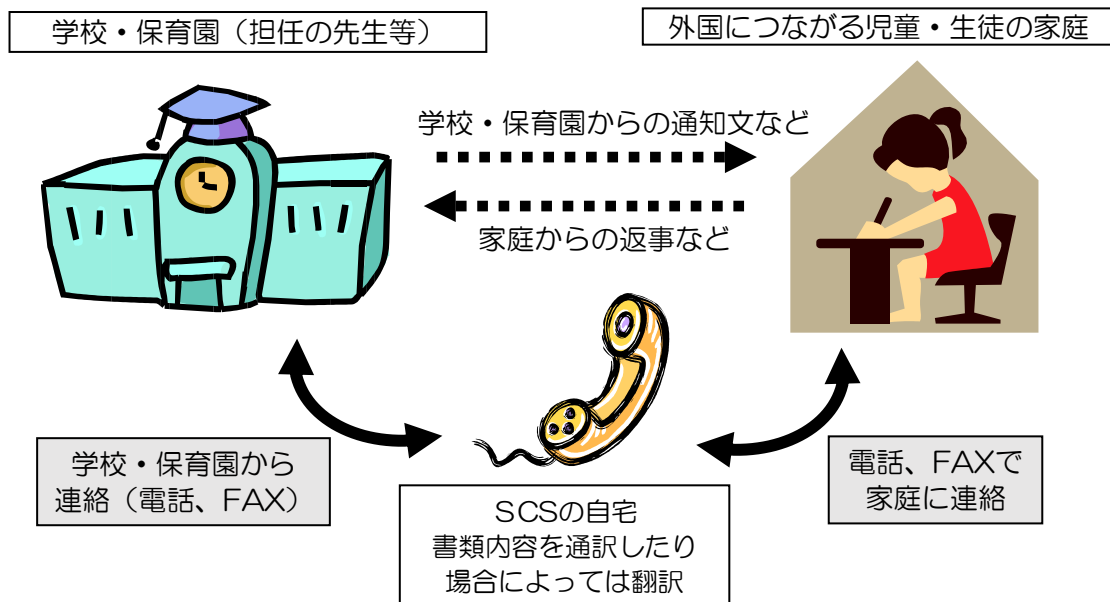 学校・保育園（担任の先生等）
外国につながる児童・生徒の家庭
学校・保育園からの通知文など
家庭からの返事など
学校・保育園から
連絡（電話、FAX）
電話、FAXで
家庭に連絡
SCSの自宅
書類内容を通訳したり
場合によっては翻訳